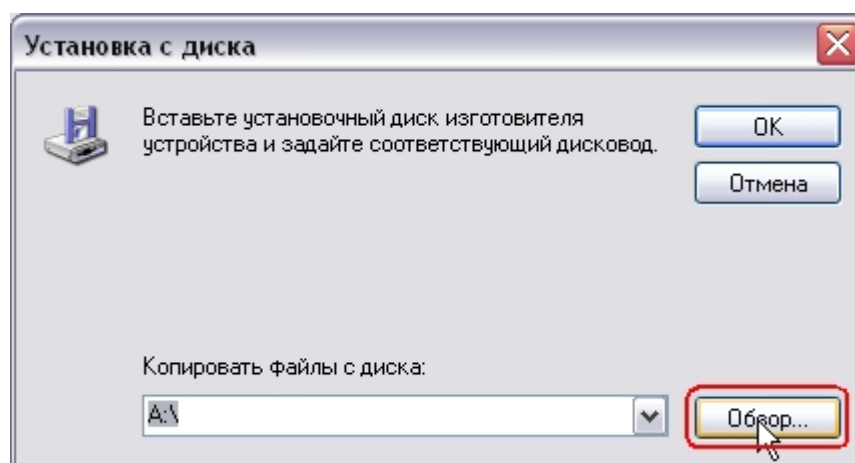 Установка с диска
Вставьте установочный диск изготовителя
устройства и задайте соответствующий дисковод.
OK
Отмена
Копировать файлы с диска:
A:\
Обзор...